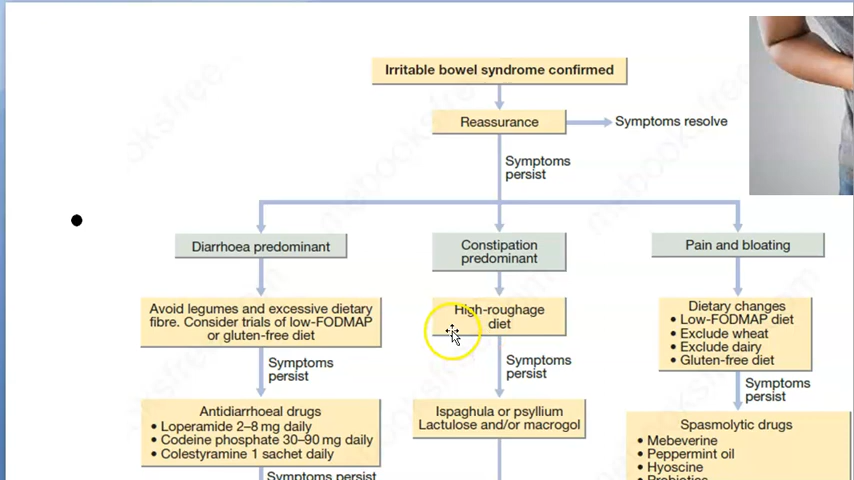 Irritable bowel syndrome confirmed
Reassurance
Symptoms resolve
Symptoms
persist
Diarrhoea predominant
Constipation
predominant
Pain and bloating
Avoid legumes and excessive dietary
fibre. Consider trials of low-FODMAP
or gluten-free diet
High-roughage
diet
Dietary changes
• Low-FODMAP diet
• Exclude wheat
• Exclude dairy
• Gluten-free diet
Symptoms
persist
Symptoms
persist
Symptoms
persist
Antidiarrhoeal drugs
• Loperamide 2–8 mg daily
• Codeine phosphate 30–90 mg daily
• Colestyramine 1 sachet daily
Ispaghula or psyllium
Lactulose and/or macrogol
Spasmolytic drugs
• Mebeverine
• Peppermint oil
• Hyoscine
• Probiotics
Symptoms persist